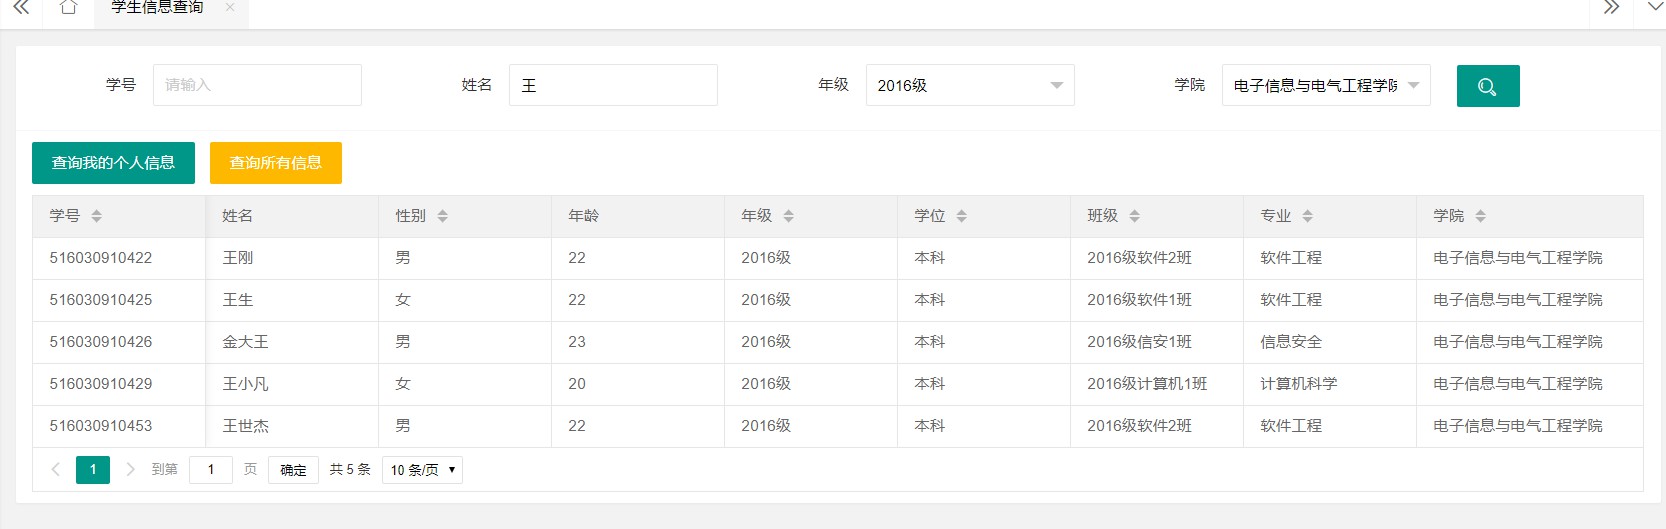 学生信息查询
学号 请输入 姓名 王 年级 2016级 学院 电子信息与电气工程学院
查询我的个人信息 查询所有信息
学号 姓名 性别 年龄 年级 学位 班级 专业 学院
516030910422 王刚 男 22 2016级 本科 2016级软件2班 软件工程 电子信息与电气工程学院
516030910425 王生 女 22 2016级 本科 2016级软件1班 软件工程 电子信息与电气工程学院
516030910426 金大王 男 23 2016级 本科 2016级信安1班 信息安全 电子信息与电气工程学院
516030910429 王小凡 女 20 2016级 本科 2016级计算机1班 计算机科学 电子信息与电气工程学院
516030910453 王世杰 男 22 2016级 本科 2016级软件2班 软件工程 电子信息与电气工程学院
1 到第 1 页 确定 共 5 条 10 条/页